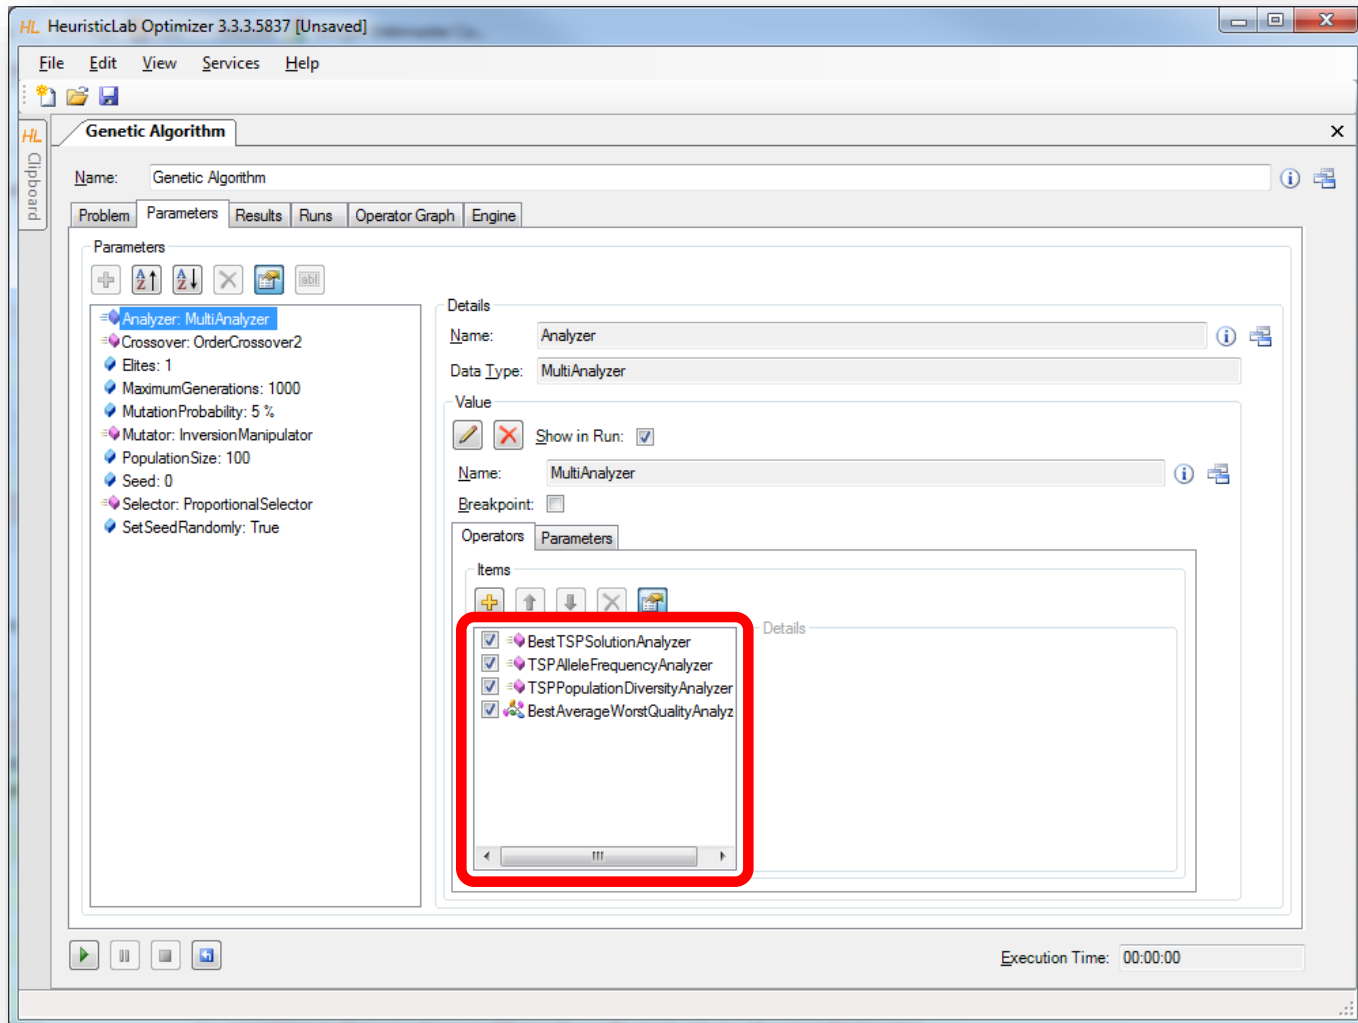 HL HeuristicLab Optimizer 3.3.3.5837 [Unsaved]
File Edit View Services Help
HL Clipboard
Genetic Algorithm
Name: Genetic Algorithm
Problem Parameters Results Runs Operator Graph Engine
Parameters
Analyzer: MultiAnalyzer
Crossover: OrderCrossover2
Elites: 1
MaximumGenerations: 1000
MutationProbability: 5 %
Mutator: InversionManipulator
PopulationSize: 100
Seed: 0
Selector: ProportionalSelector
SetSeedRandomly: True
Details
Name: Analyzer
Data Type: MultiAnalyzer
Value
Show in Run:
Name: MultiAnalyzer
Breakpoint:
Operators Parameters
Items
BestTSPSolutionAnalyzer
TSPAlleleFrequencyAnalyzer
TSPPopulationDiversityAnalyzer
BestAverageWorstQualityAnalyz
Details
Execution Time: 00:00:00